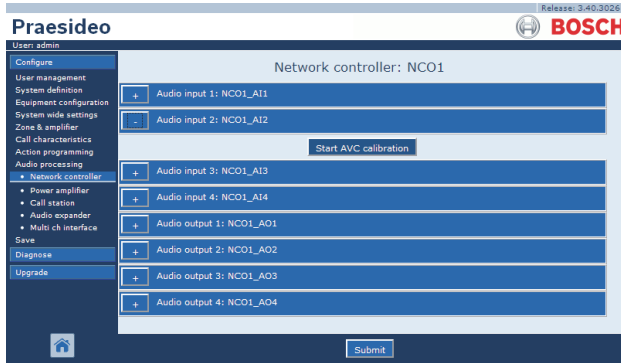 Release: 3.40.3026
Praesideo
BOSCH
User: admin
Configure
User management
System definition
Equipment configuration
System wide settings
Zone & amplifier
Call characteristics
Action programming
Audio processing
• Network controller
• Power amplifier
• Call station
• Audio expander
• Multi ch interface
Save
Diagnose
Upgrade
Network controller: NCO1
+ Audio input 1: NCO1_AI1
- Audio input 2: NCO1_AI2
Start AVC calibration
+ Audio input 3: NCO1_AI3
+ Audio input 4: NCO1_AI4
+ Audio output 1: NCO1_AO1
+ Audio output 2: NCO1_AO2
+ Audio output 3: NCO1_AO3
+ Audio output 4: NCO1_AO4
Submit